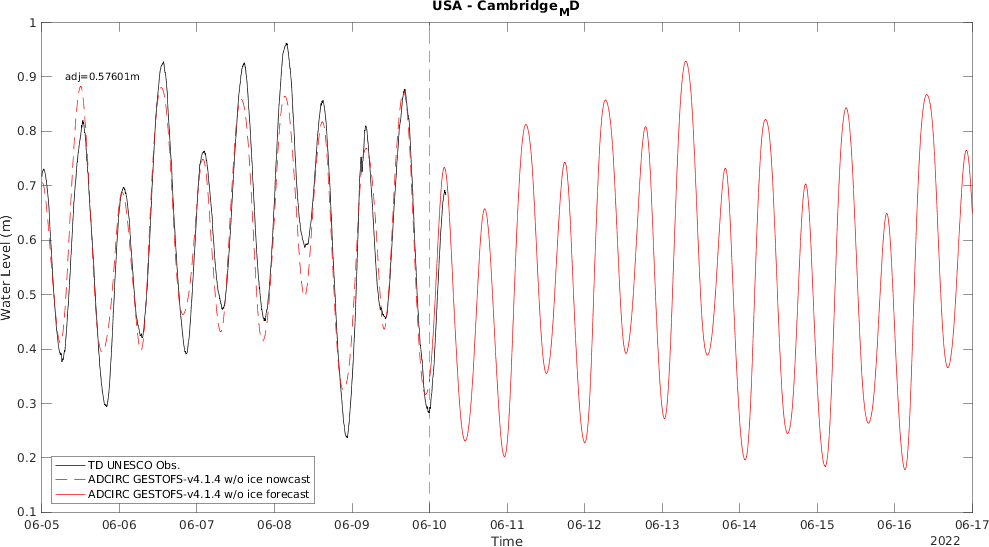 USA - Cambridge_MD
adj=0.57601m
Water Level (m)
1
0.9
0.8
0.7
0.6
0.5
0.4
0.3
0.2
0.1
TD UNESCO Obs.
ADCIRC GESTOFS-v4.1.4 w/o ice nowcast
ADCIRC GESTOFS-v4.1.4 w/o ice forecast
06-05 06-06 06-07 06-08 06-09 06-10 06-11 06-12 06-13 06-14 06-15 06-16 06-17
Time
2022